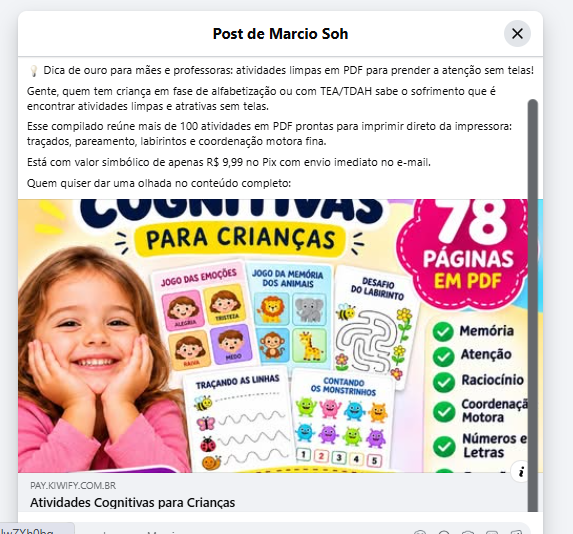 Post de Marcio Soh
💡 Dica de ouro para mães e professoras: atividades limpas em PDF para prender a atenção sem telas!
Gente, quem tem criança em fase de alfabetização ou com TEA/TDAH sabe o sofrimento que é
encontrar atividades limpas e atrativas sem telas.
Esse compilado reúne mais de 100 atividades em PDF prontas para imprimir direto da impressora:
traçados, pareamento, labirintos e coordenação motora fina.
Está com valor simbólico de apenas R$ 9,99 no Pix com envio imediato no e-mail.
Quem quiser dar uma olhada no conteúdo completo:
COGNITIVAS
PARA CRIANÇAS
78
PÁGINAS
EM PDF
JOGO DAS EMOÇÕES
ALEGRIA
TRISTEZA
RAIVA
MEDO
JOGO DA MEMÓRIA
DOS ANIMAIS
DESAFIO
DO LABIRINTO
TRAÇANDO AS LINHAS
CONTANDO
OS MONSTRINHOS
1 2 3 4 5
Memória
Atenção
Raciocínio
Coordenaçã
Motora
Números e
Letras
PAY.KIWIFY.COM.BR
Atividades Cognitivas para Crianças